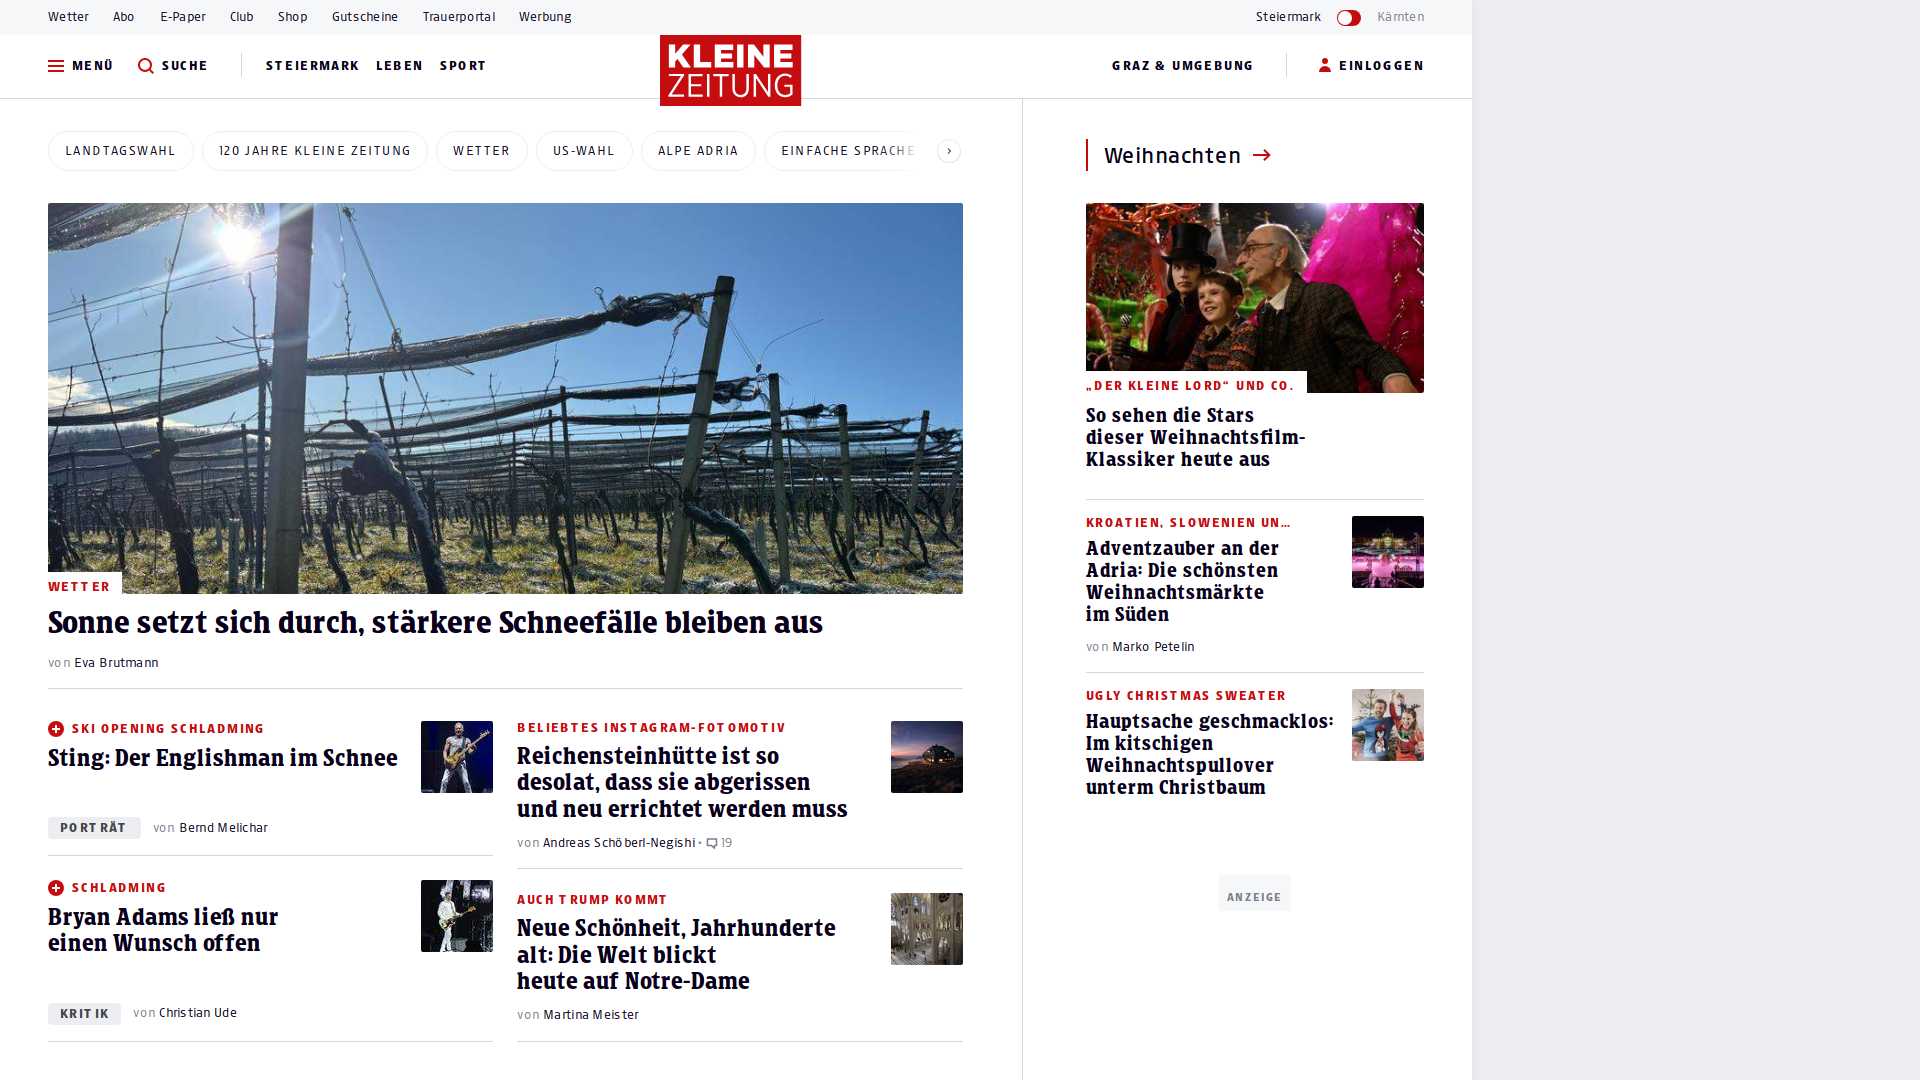 Wetter Abo E-Paper Club Shop Gutscheine Trauerportal Werbung Steiermark Kärnten
MENÜ SUCHE STEIERMARK LEBEN SPORT KLEINE ZEITUNG GRAZ & UMGEBUNG EINLOGGEN
LANDTAGSWAHL 120 JAHRE KLEINE ZEITUNG WETTER US-WAHL ALPE ADRIA EINFACHE SPRACHE
WETTER
Sonne setzt sich durch, stärkere Schneefälle bleiben aus
von Eva Brutmann
SKI OPENING SCHLADMING
Sting: Der Englishman im Schnee
PORTRÄT von Bernd Melichar
SCHLADMING
Bryan Adams ließ nur
einen Wunsch offen
KRITIK von Christian Ude
BELIEBTES INSTAGRAM-FOTOMOTIV
Reichensteinhütte ist so
desolat, dass sie abgerissen
und neu errichtet werden muss
von Andreas Schöberl-Negishi • 19
AUCH TRUMP KOMMT
Neue Schönheit, Jahrhunderte
alt: Die Welt blickt
heute auf Notre-Dame
von Martina Meister
Weihnachten
„DER KLEINE LORD“ UND CO.
So sehen die Stars
dieser Weihnachtsfilm-
Klassiker heute aus
KROATIEN, SLOWENIEN UN…
Adventzauber an der
Adria: Die schönsten
Weihnachtsmärkte
im Süden
von Marko Petelin
UGLY CHRISTMAS SWEATER
Hauptsache geschmacklos:
Im kitschigen
Weihnachtspullover
unterm Christbaum
ANZEIGE